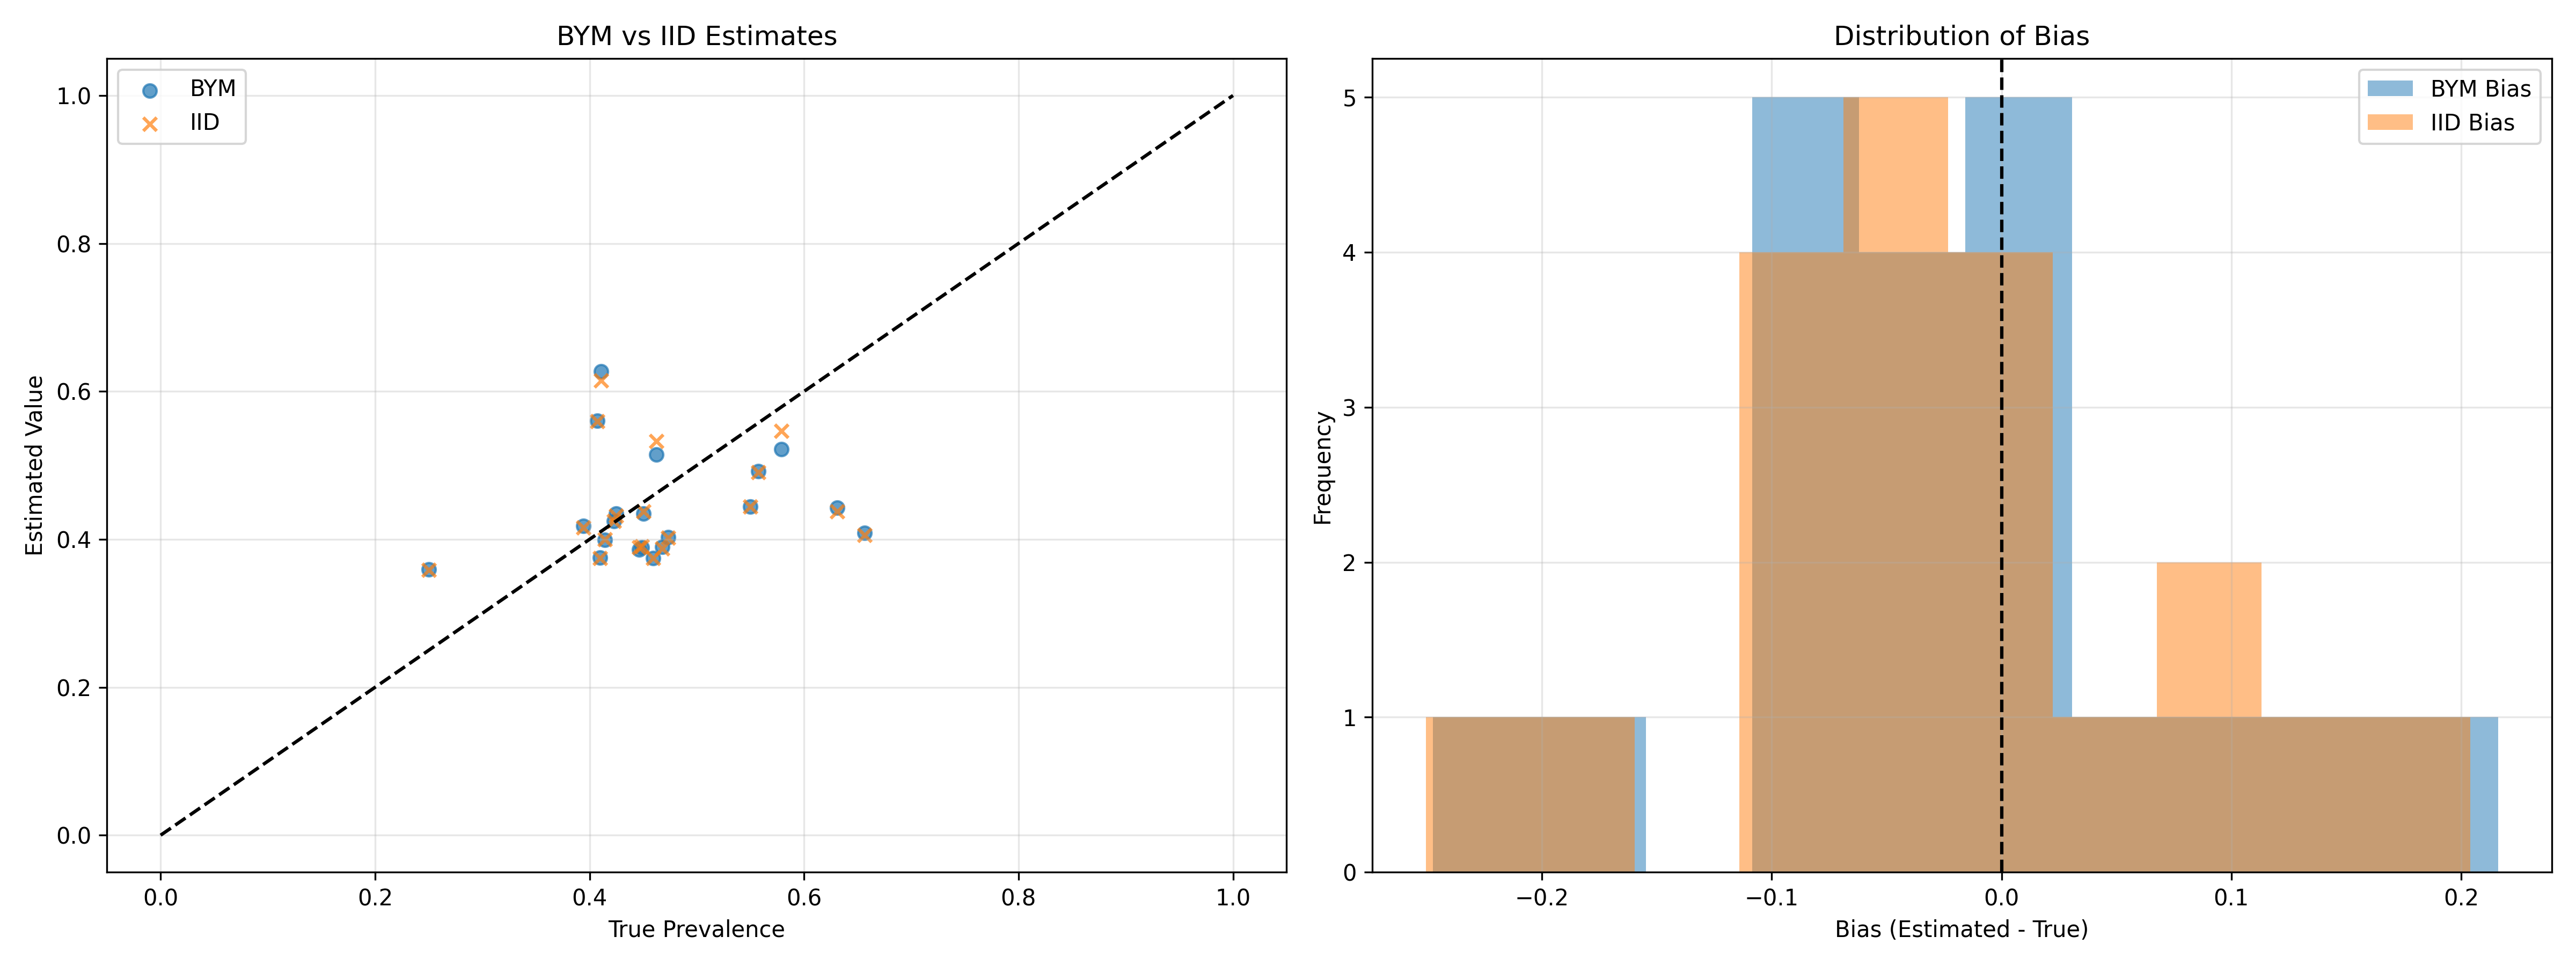 BYM vs IID Estimates
BYM
IID
Estimated Value
1.0
0.8
0.6
0.4
0.2
0.0
0.0 0.2 0.4 0.6 0.8 1.0
True Prevalence
Distribution of Bias
BYM Bias
IID Bias
Frequency
5
4
3
2
1
0
−0.2 −0.1 0.0 0.1 0.2
Bias (Estimated - True)